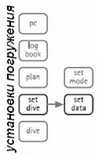 установки погружения
pc
log
book
plan
set
mode
set
dive
set
data
dive